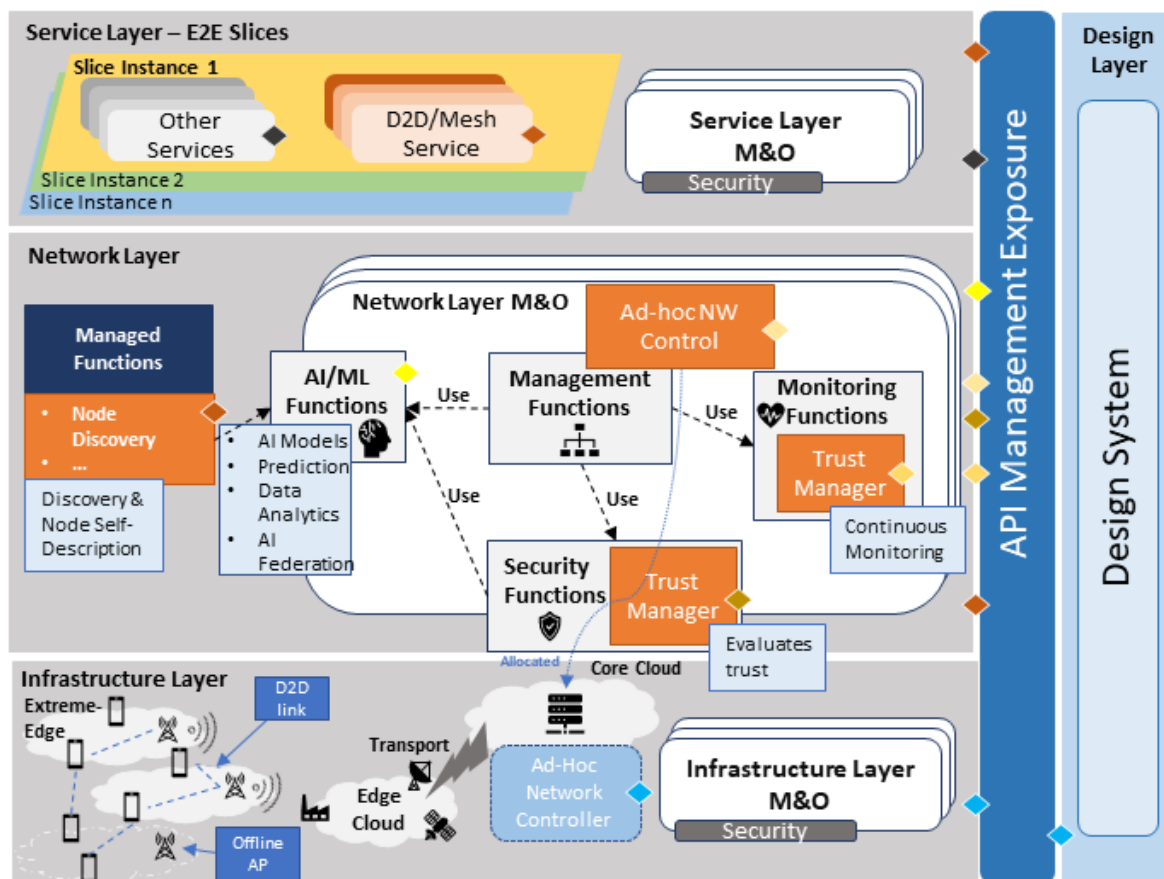 Service Layer – E2E Slices
Slice Instance 1
Other
Services
D2D/Mesh
Service
Slice Instance 2
Slice Instance n
Service Layer
M&O
Security
Network Layer
Managed
Functions
• Node
Discovery
• ...
Discovery &
Node Self-
Description
Network Layer M&O
Ad-hoc NW
Control
AI/ML
Functions
• AI Models
• Prediction
• Data
Analytics
• AI
Federation
Use
Management
Functions
Use
Monitoring
Functions
Trust
Manager
Continuous
Monitoring
Use
Use
Security
Functions
Trust
Manager
Evaluates
trust
Infrastructure Layer
Extreme-
Edge
D2D
link
Offline
AP
Transport
Edge
Cloud
Allocated
Core Cloud
Ad-Hoc
Network
Controller
Infrastructure Layer
M&O
Security
API Management Exposure
Design
Layer
Design System